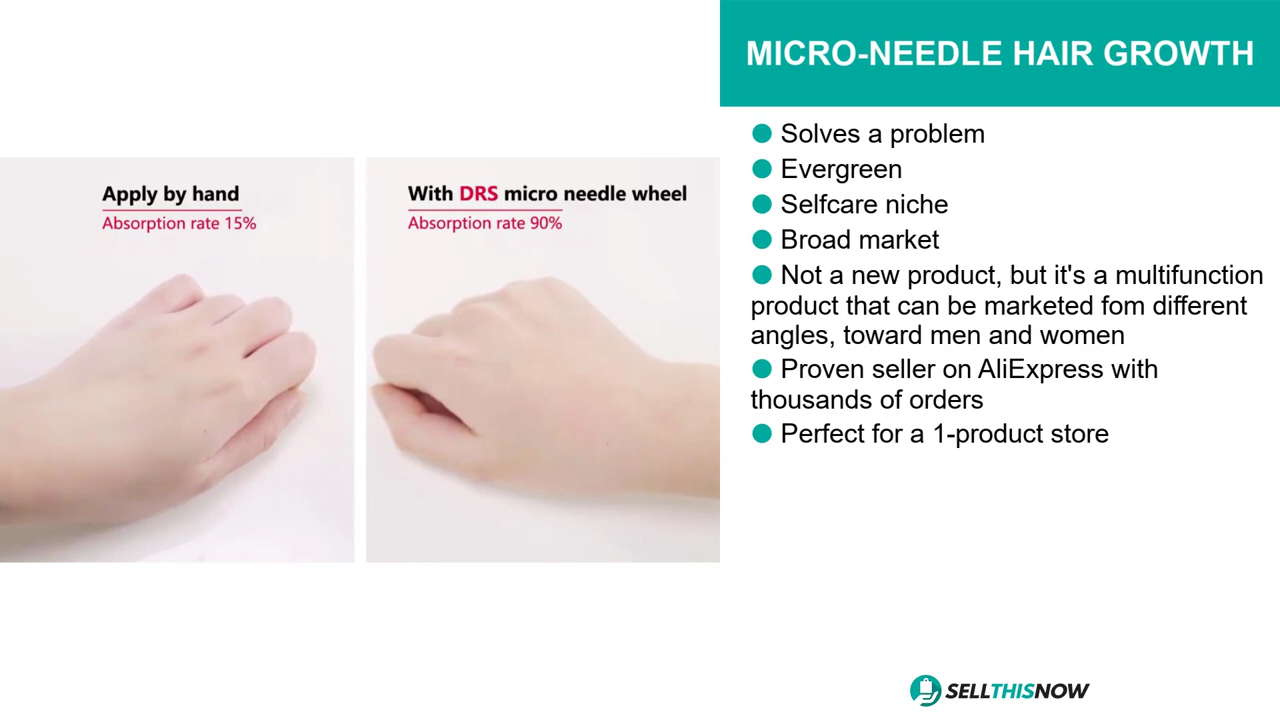 MICRO-NEEDLE HAIR GROWTH
Apply by hand
Absorption rate 15%
With DRS micro needle wheel
Absorption rate 90%
● Solves a problem
● Evergreen
● Selfcare niche
● Broad market
● Not a new product, but it's a multifunction
product that can be marketed fom different
angles, toward men and women
● Proven seller on AliExpress with
thousands of orders
● Perfect for a 1-product store
SELLTHISNOW